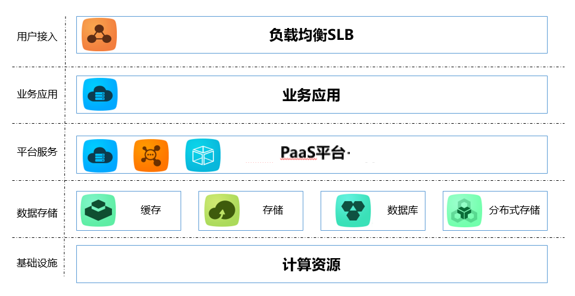 用户接入
负载均衡SLB
业务应用
业务应用
平台服务
PaaS平台·
数据存储
缓存
存储
数据库
分布式存储
基础设施
计算资源